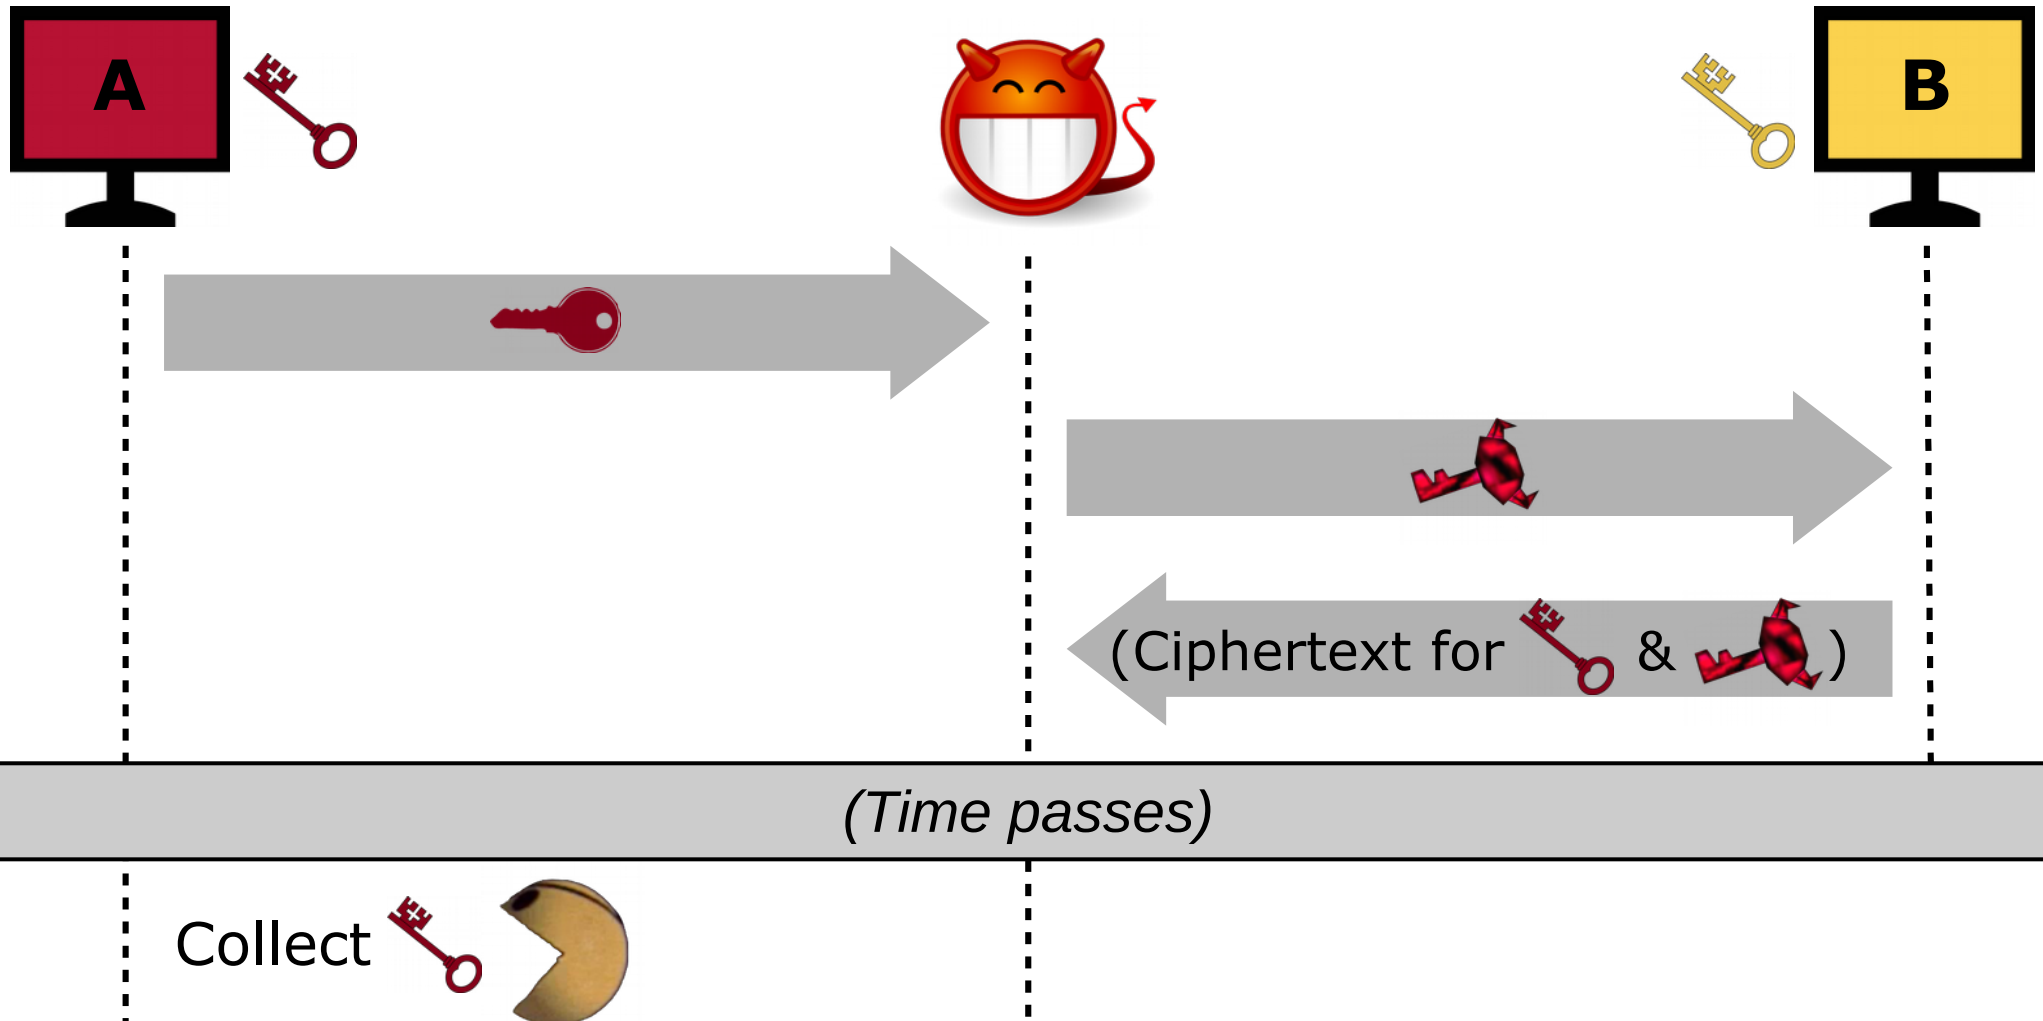 A
B
(Ciphertext for & )
(Time passes)
Collect